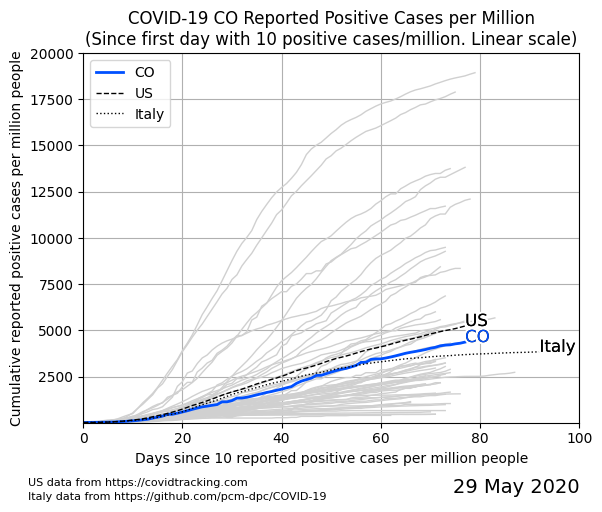 COVID-19 CO Reported Positive Cases per Million
(Since first day with 10 positive cases/million. Linear scale)
Cumulative reported positive cases per million people
20000
17500
15000
12500
10000
7500
5000
2500
CO
US
Italy
US
CO
Italy
0 20 40 60 80 100
Days since 10 reported positive cases per million people
US data from https://covidtracking.com
Italy data from https://github.com/pcm-dpc/COVID-19
29 May 2020